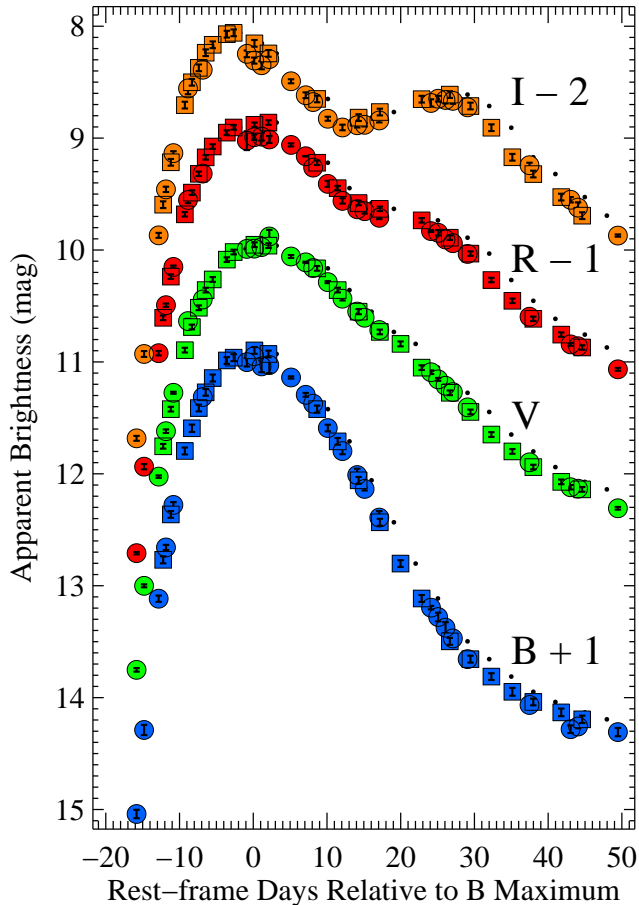 8
9
10
11
12
13
14
15
I − 2
R − 1
V
B + 1
Apparent Brightness (mag)
−20 −10 0 10 20 30 40 50
Rest−frame Days Relative to B Maximum